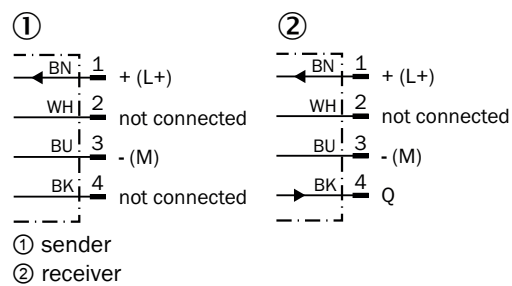 ① ②
BN 1 + (L+)
WH 2 not connected
BU 3 - (M)
BK 4 not connected
BN 1 + (L+)
WH 2 not connected
BU 3 - (M)
BK 4 Q
① sender
② receiver